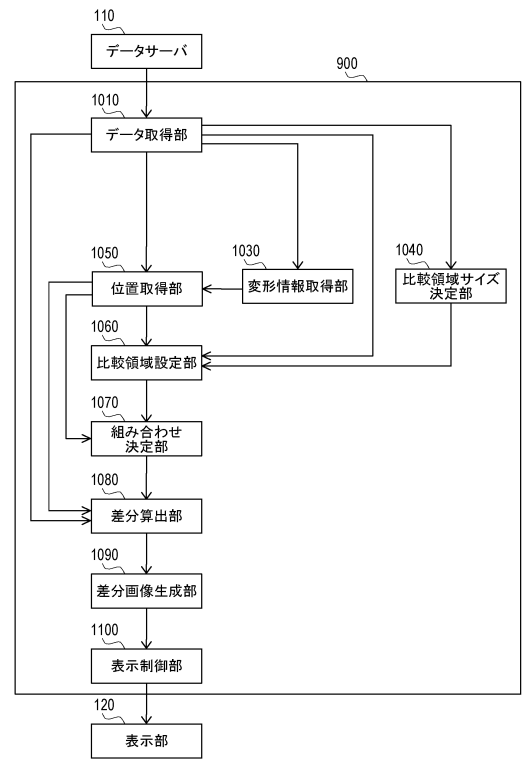 110
データサーバ
900
1010
データ取得部
1050
位置取得部
1030
変形情報取得部
1040
比較領域サイズ
決定部
1060
比較領域設定部
1070
組み合わせ
決定部
1080
差分算出部
1090
差分画像生成部
1100
表示制御部
120
表示部